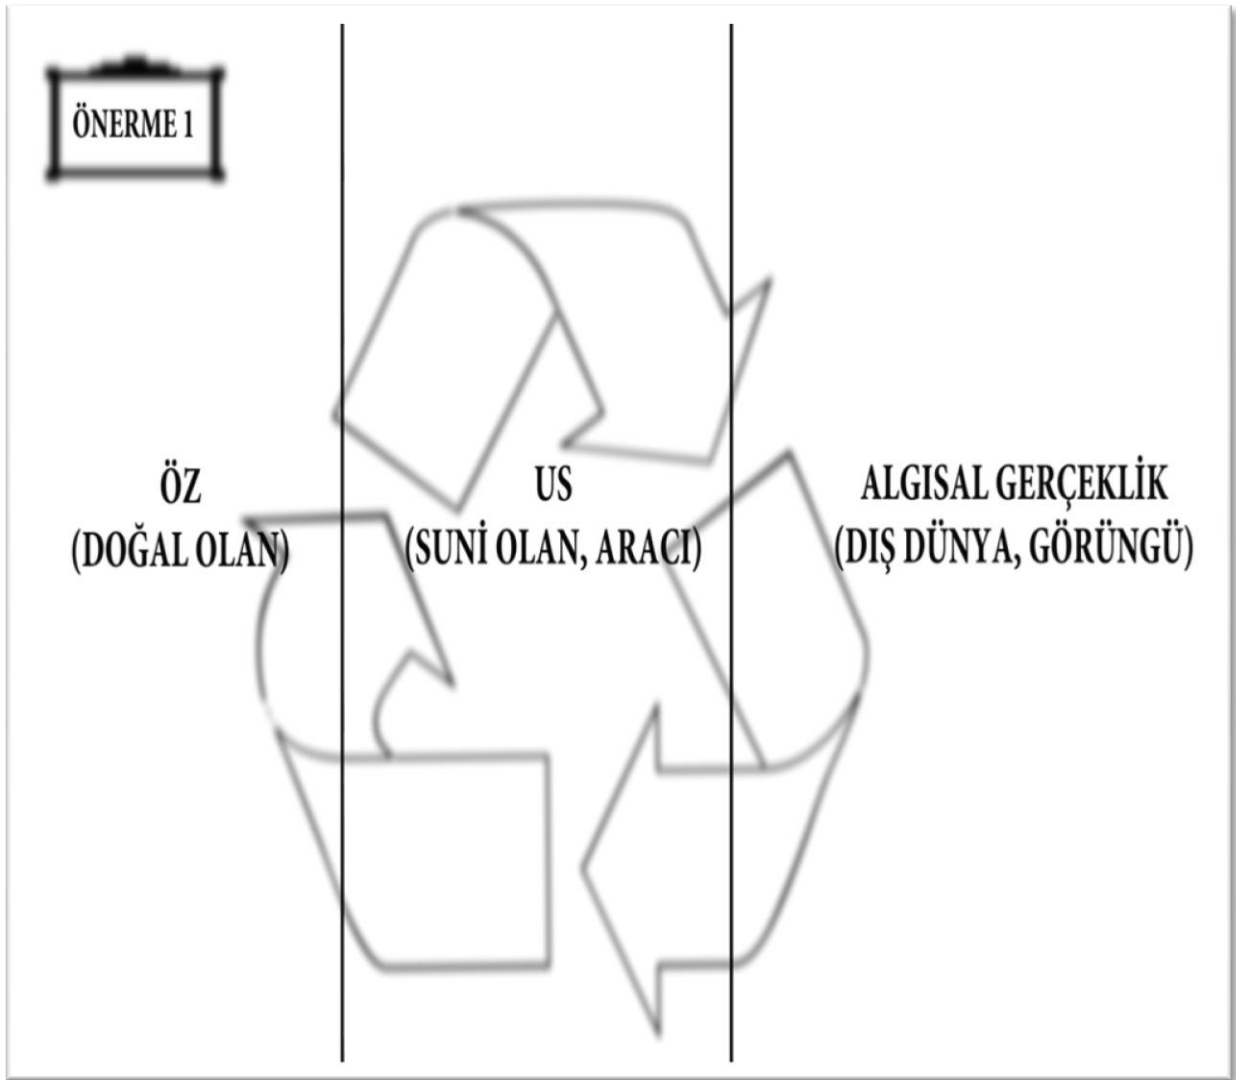 ÖNERME 1
ÖZ
(DOĞAL OLAN)
US
(SUNİ OLAN, ARACI)
ALGISAL GERÇEKLİK
(DIŞ DÜNYA, GÖRÜNGÜ)